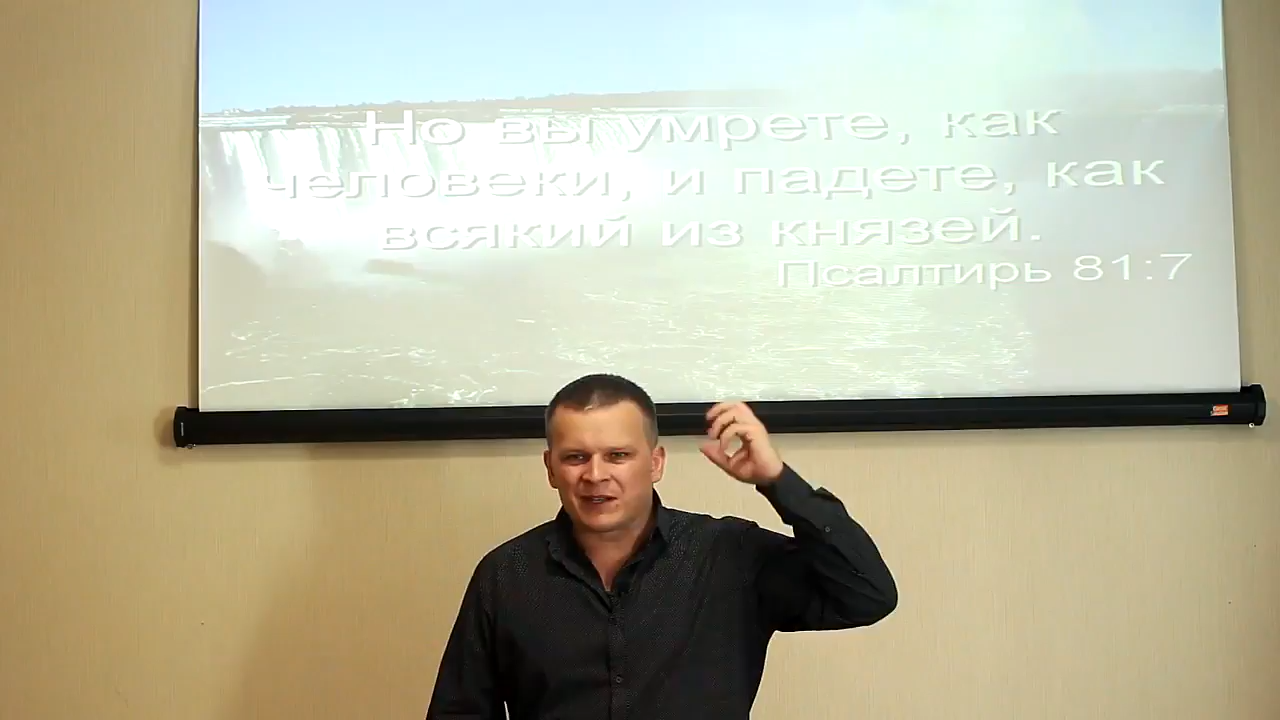 Но вы умрете, как
человеки, и падете, как
всякий из князей.
Псалтирь 81:7